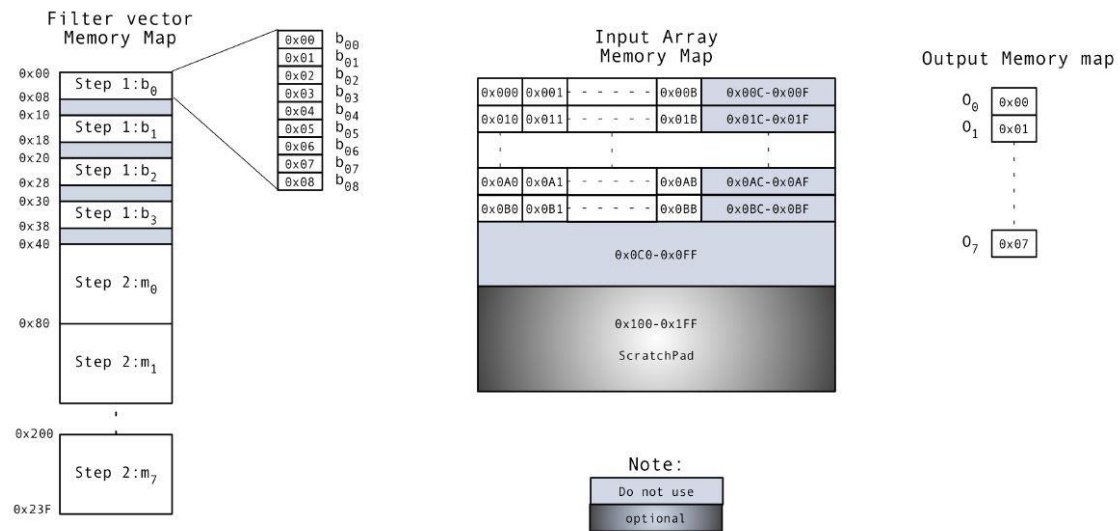 Filter vector
Memory Map
0x00
Step 1:b0
0x08
0x10
Step 1:b1
0x18
0x20
Step 1:b2
0x28
0x30
Step 1:b3
0x38
0x40
Step 2:m0
0x80
Step 2:m1
0x200
Step 2:m7
0x23F
0x00 b00
0x01 b01
0x02 b02
0x03 b03
0x04 b04
0x05 b05
0x06 b06
0x07 b07
0x08 b08
Input Array
Memory Map
0x000 0x001 - - - - - - 0x00B 0x00C-0x00F
0x010 0x011 - - - - - - 0x01B 0x01C-0x01F
0x0A0 0x0A1 - - - - - - 0x0AB 0x0AC-0x0AF
0x0B0 0x0B1 - - - - - - 0x0BB 0x0BC-0x0BF
0x0C0-0x0FF
0x100-0x1FF
ScratchPad
Output Memory map
O0 0x00
O1 0x01
O7 0x07
Note:
Do not use
optional